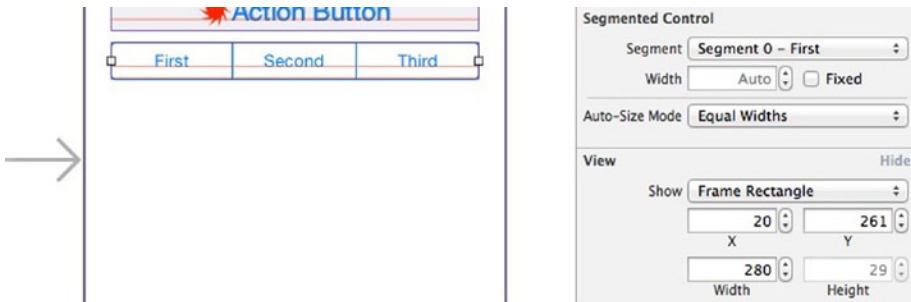 Action Button
First Second Third
Segmented Control
Segment Segment 0 – First
Width Auto Fixed
Auto-Size Mode Equal Widths
View Hide
Show Frame Rectangle
20 261
X Y
280 29
Width Height